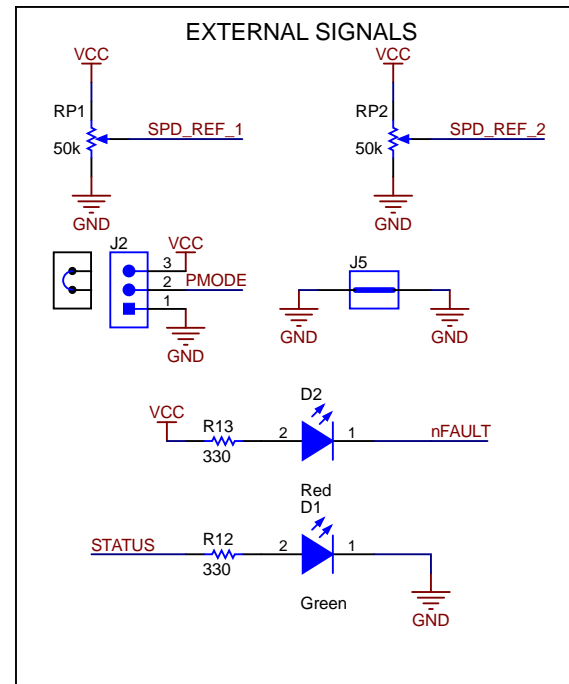 EXTERNAL SIGNALS
VCC
VCC
RP1
SPD_REF_1
50k
GND
RP2
SPD_REF_2
50k
GND
J2
VCC
3
2
PMODE
1
GND
J5
GND
GND
D2
VCC
R13
2
1
nFAULT
330
Red
D1
STATUS
R12
2
1
330
Green
GND